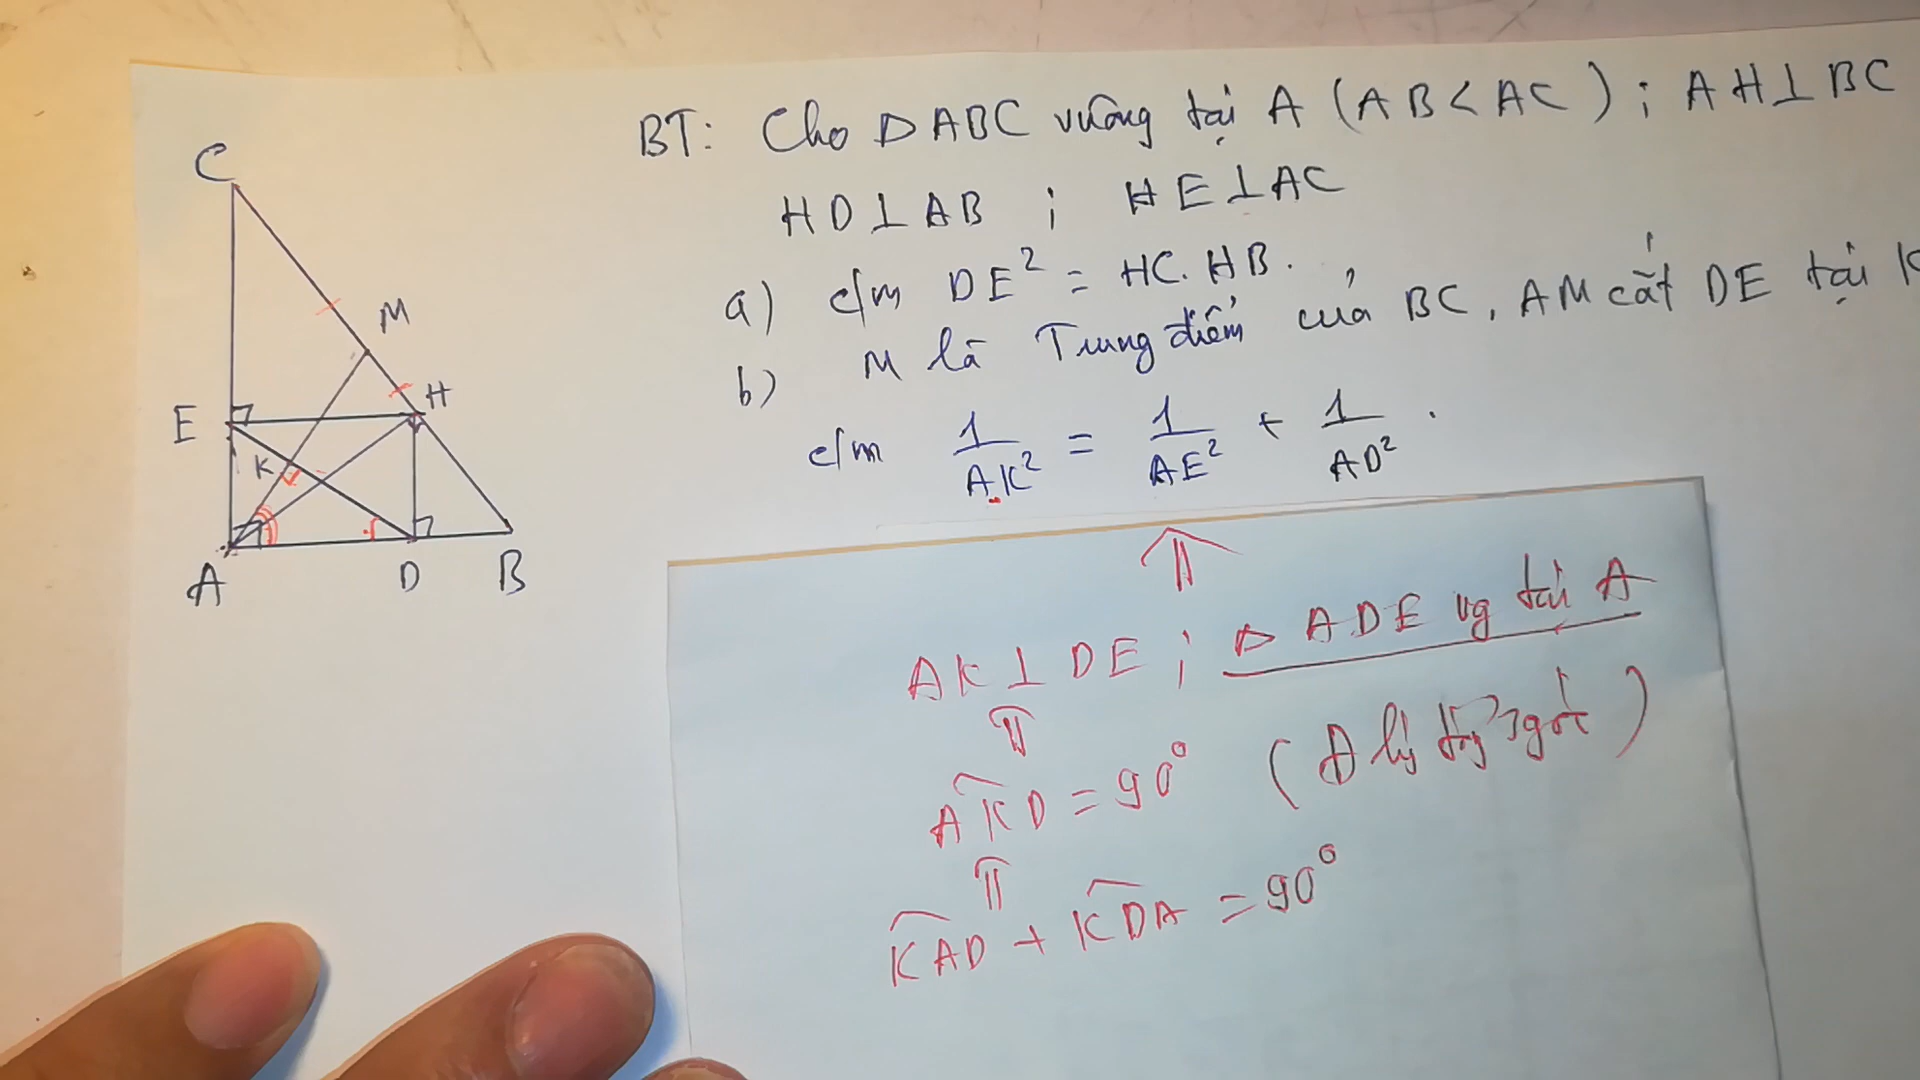 BT: Cho △ABC vuông tại A (AB < AC) ; AH⊥BC
HD⊥AB ; HE⊥AC
a) c/m DE² = HC.HB.
b) M là Trung điểm của BC, AM cắt DE tại K
c/m 1/AK² = 1/AE² + 1/AD².
C
M
H
E
K
A
D
B
⇑
AK⊥DE ; △ADE vg tại A
⇑
∠AKD = 90° (Đ lý tg 3 góc)
⇑
∠KAD + ∠KDA = 90°